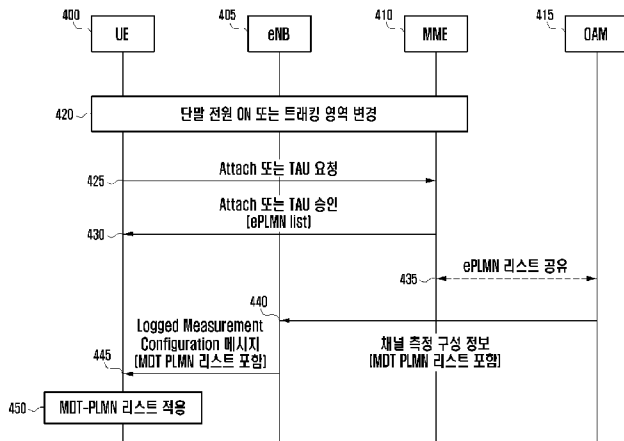 400
405
410
415
UE
eNB
MME
OAM
420
단말 전원 ON 또는 트래킹 영역 변경
Attach 또는 TAU 요청
425
Attach 또는 TAU 승인
[ePLMN list]
430
ePLMN 리스트 공유
435
440
Logged Measurement
Configuration 메시지
[MDT PLMN 리스트 포함]
채널 측정 구성 정보
[MDT PLMN 리스트 포함]
445
450
MDT-PLMN 리스트 적용